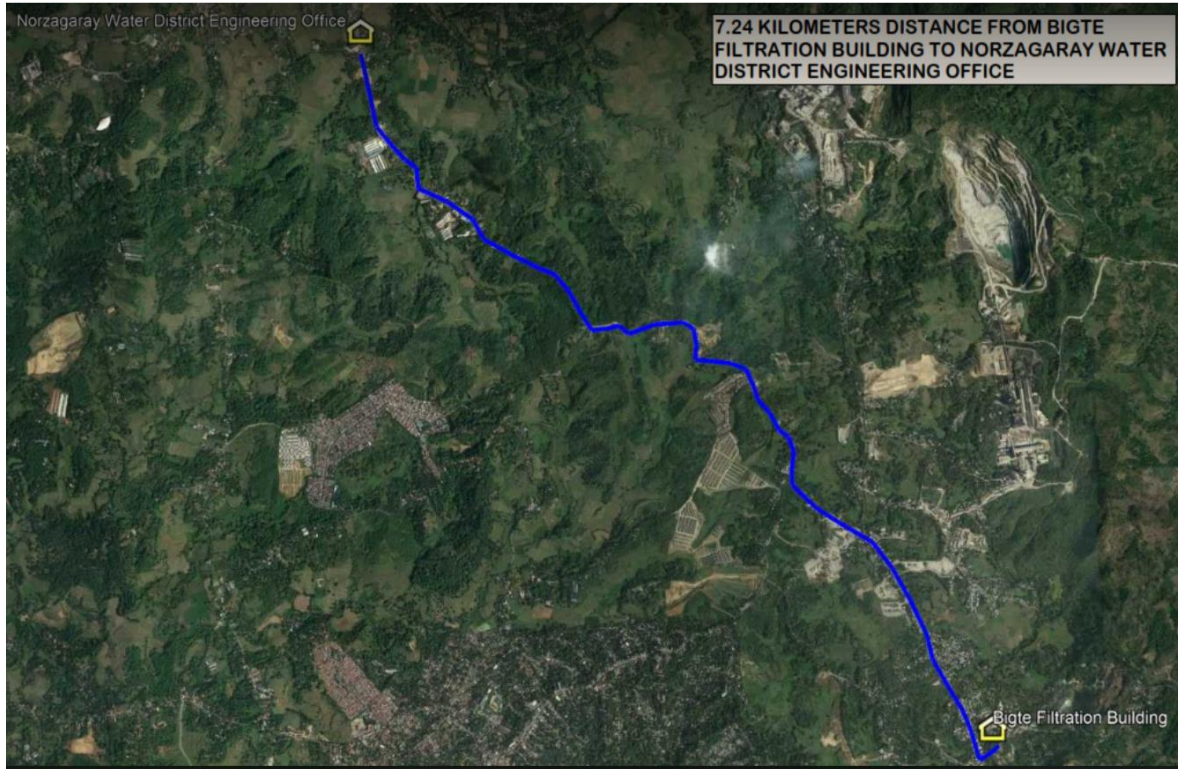 Norzagaray Water District Engineering Office
7.24 KILOMETERS DISTANCE FROM BIGTE
FILTRATION BUILDING TO NORZAGARAY WATER
DISTRICT ENGINEERING OFFICE
Bigte Filtration Building